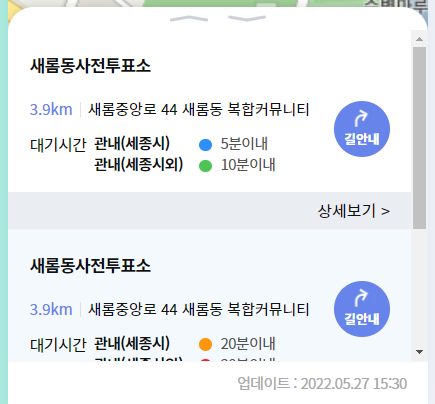 새롬동사전투표소
3.9km 새롬중앙로 44 새롬동 복합커뮤니티
길안내
대기시간 관내(세종시) 5분이내
관내(세종시외) 10분이내
상세보기 >
새롬동사전투표소
3.9km 새롬중앙로 44 새롬동 복합커뮤니티
길안내
대기시간 관내(세종시) 20분이내
업데이트 : 2022.05.27 15:30